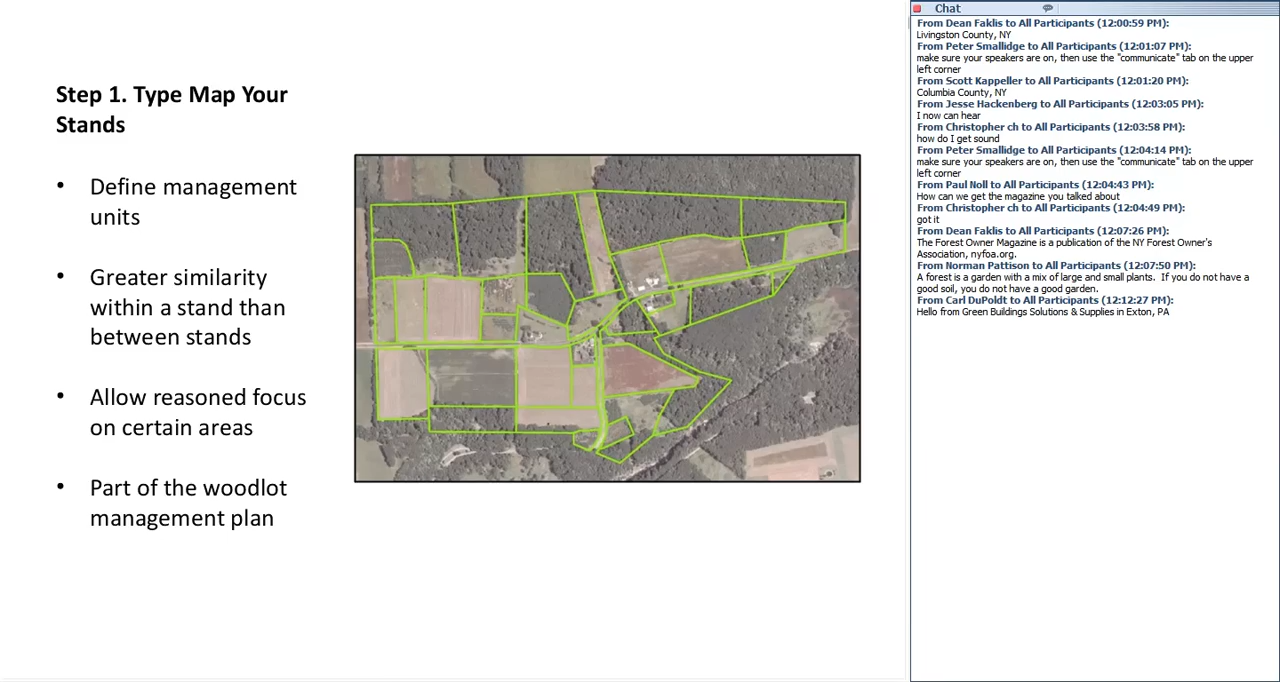 Step 1. Type Map Your
Stands
• Define management
units
• Greater similarity
within a stand than
between stands
• Allow reasoned focus
on certain areas
• Part of the woodlot
management plan
Chat
From Dean Faklis to All Participants (12:00:59 PM):
Livingston County, NY
From Peter Smallidge to All Participants (12:01:07 PM):
make sure your speakers are on, then use the "communicate" tab on the upper
left corner
From Scott Kappeller to All Participants (12:01:20 PM):
Columbia County, NY
From Jesse Hackenberg to All Participants (12:03:05 PM):
I now can hear
From Christopher ch to All Participants (12:03:58 PM):
how do I get sound
From Peter Smallidge to All Participants (12:04:14 PM):
make sure your speakers are on, then use the "communicate" tab on the upper
left corner
From Paul Noll to All Participants (12:04:43 PM):
How can we get the magazine you talked about
From Christopher ch to All Participants (12:04:49 PM):
got it
From Dean Faklis to All Participants (12:07:26 PM):
The Forest Owner Magazine is a publication of the NY Forest Owner's
Association, nyfoa.org.
From Norman Pattison to All Participants (12:07:50 PM):
A forest is a garden with a mix of large and small plants.  If you do not have a
good soil, you do not have a good garden.
From Carl DuPoldt to All Participants (12:12:27 PM):
Hello from Green Buildings Solutions & Supplies in Exton, PA